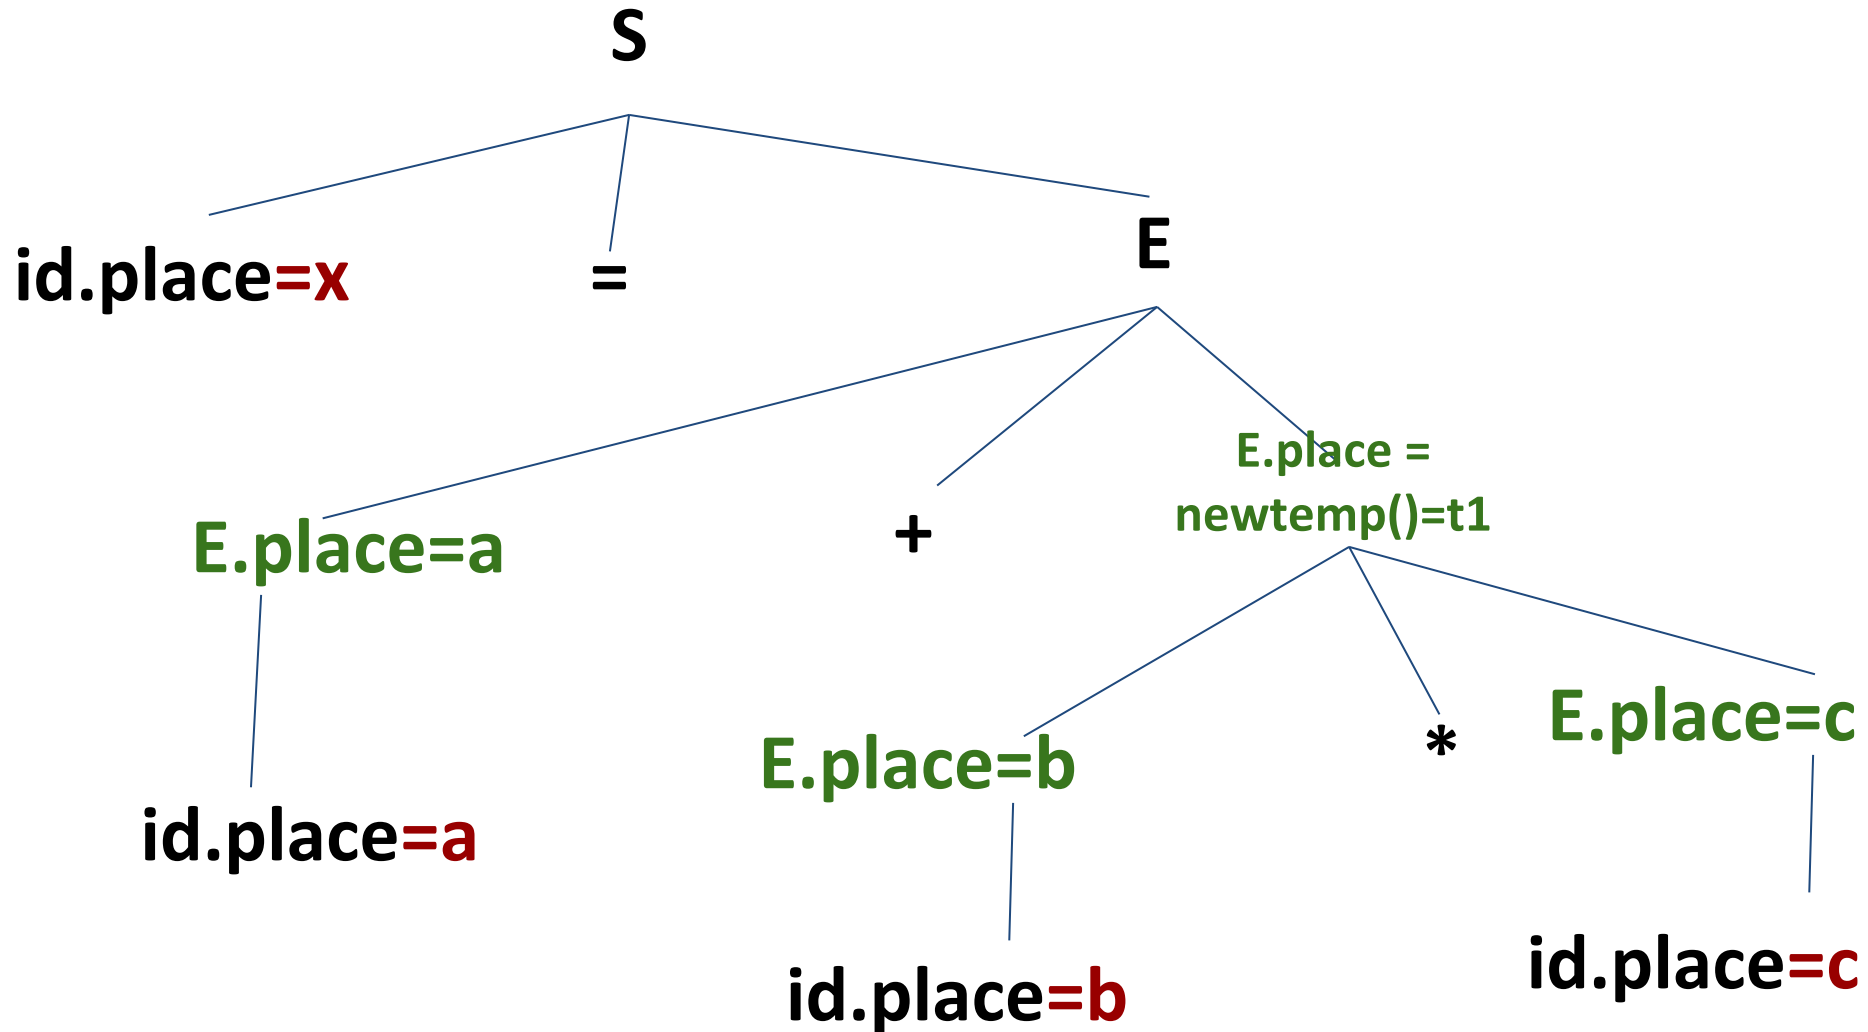 S
id.place=x
=
E
E.place=a
+
E.place =
newtemp()=t1
id.place=a
E.place=b
*
E.place=c
id.place=b
id.place=c